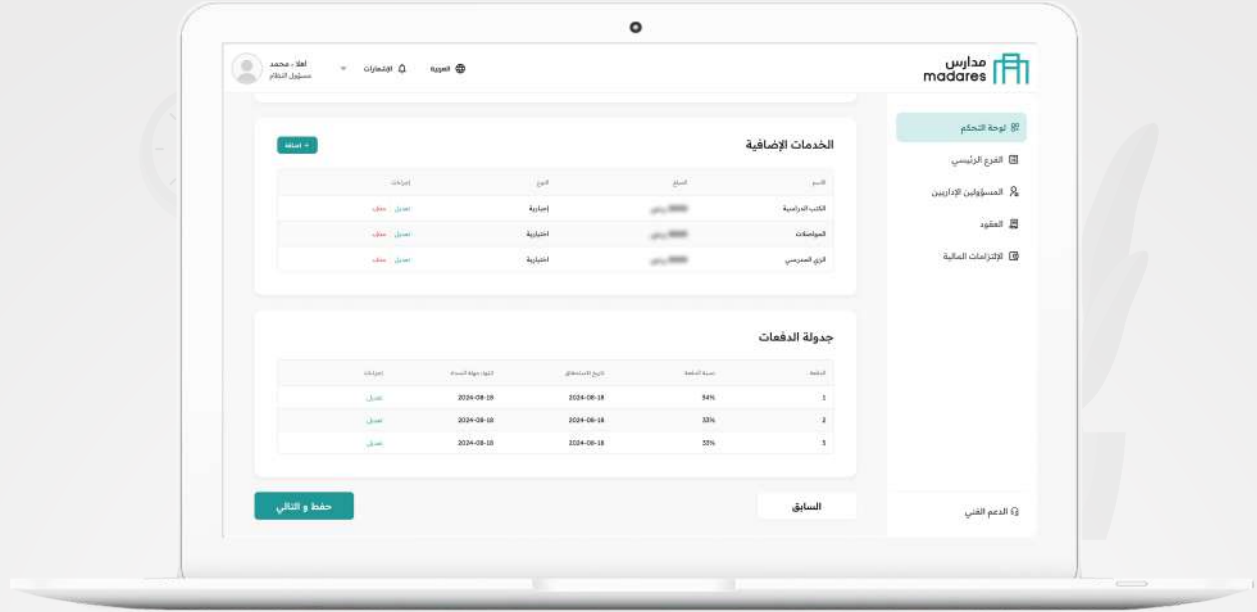 مدارس
madares
العربية
الإشعارات
اهلا ، محمد
مسؤول النظام
لوحة التحكم
الفرع الرئيسي
المسؤولين الإداريين
العقود
الإلتزامات المالية
الدعم الفني
الخدمات الإضافية
+ اضافة
الاسم المبلغ النوع إجراءات
الكتب الدراسية إجبارية تعديل حذف
المواصلات اختيارية تعديل حذف
الزي المدرسي اختيارية تعديل حذف
جدولة الدفعات
الدفعة نسبة الدفعة تاريخ الاستحقاق انتهاء مهلة السداد إجراءات
1 34% 2024-08-18 2024-08-18 تعديل
2 33% 2024-08-18 2024-08-18 تعديل
3 33% 2024-08-18 2024-08-18 تعديل
السابق
حفظ و التالي